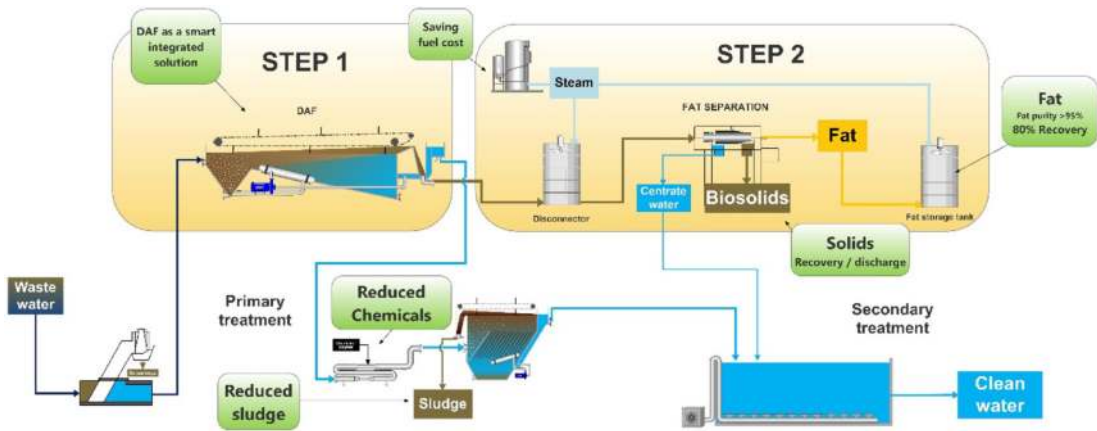 DAF as a smart
integrated
solution
STEP 1
DAF
Saving
fuel cost
STEP 2
Steam
FAT SEPARATION
Fat
Fat
Fat purity >95%
80% Recovery
Disconnector
Centrate
water
Biosolids
Fat storage tank
Solids
Recovery / discharge
Waste
water
Primary
treatment
Reduced
Chemicals
Secondary
treatment
Reduced
sludge
Sludge
Clean
water